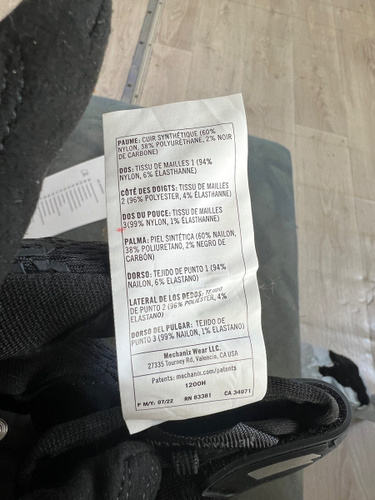 PAUME: CUIR SYNTHÉTIQUE (60%
NYLON, 38% POLYURÉTHANE, 2% NOIR
DE CARBONE)
DOS: TISSU DE MAILLES 1 (94%
NYLON, 6% ÉLASTHANNE)
CÔTÉ DES DOIGTS: TISSU DE MAILLES
2 (96% POLYESTER, 4% ÉLASTHANNE)
DOS DU POUCE: TISSU DE MAILLES
3(99% NYLON, 1% ÉLASTHANNE)
PALMA: PIEL SINTÉTICA (60% NAILON,
38% POLIURETANO, 2% NEGRO DE
CARBÓN)
DORSO: TEJIDO DE PUNTO 1 (94%
NAILON, 6% ELASTANO)
LATERAL DE LOS DEDOS: TEJIDO
DE PUNTO 2 (96% POLIÉSTER, 4%
ELASTANO)
DORSO DEL PULGAR: TEJIDO DE
PUNTO 3 (99% NAILON, 1% ELASTANO)
Mechanix Wear LLC.
27335 Tourney Rd, Valencia, CA USA
Patents: mechanix.com/patents
1200H
F M/Y: 07/22 RN 83381 CA 34971